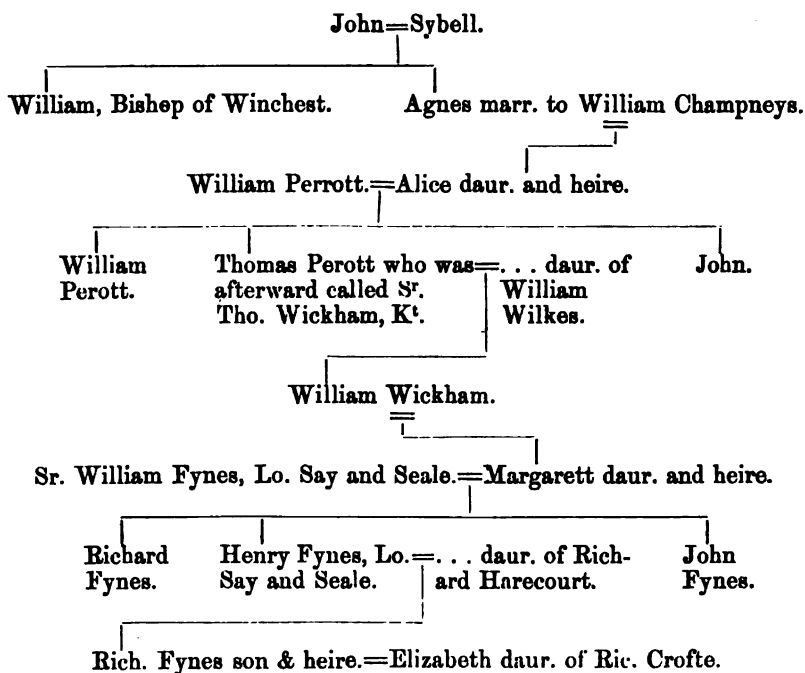 John=Sybell.
William, Bishop of Winchest. Agnes marr. to William Champneys.
William Perrott.=Alice daur. and heire.
William Perott.
Thomas Perott who was=. . . daur. of
afterward called Sr. William
Tho. Wickham, Kt. Wilkes.
John.
William Wickham.
Sr. William Fynes, Lo. Say and Seale.=Margarett daur. and heire.
Richard Fynes.
Henry Fynes, Lo.=. . . daur. of Rich-
Say and Seale. ard Harecourt.
John Fynes.
Rich. Fynes son & heire.=Elizabeth daur. of Ric. Crofte.